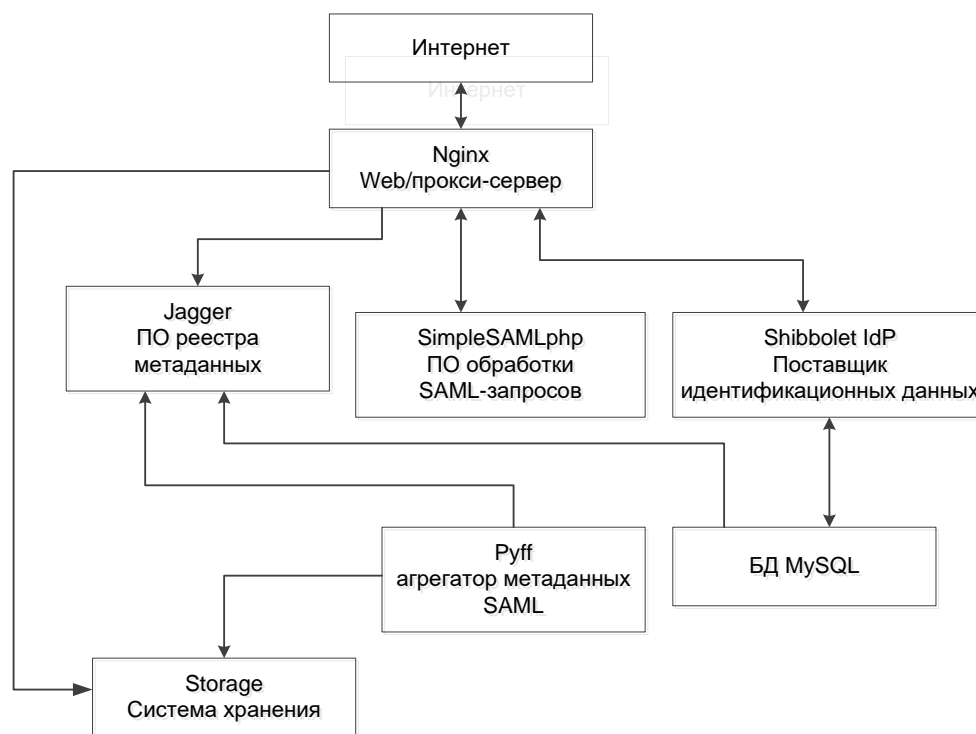 Интернет
Интернет
Nginx
Web/прокси-сервер
Jagger
ПО реестра
метаданных
SimpleSAMLphp
ПО обработки
SAML-запросов
Shibbolet IdP
Поставщик
идентификационных данных
Pyff
агрегатор метаданных
SAML
БД MySQL
Storage
Система хранения